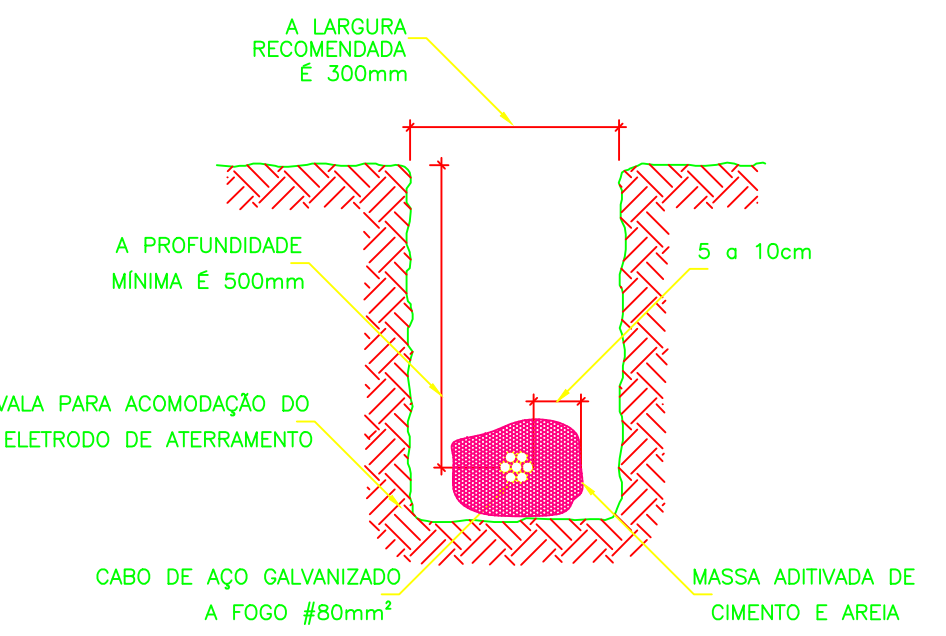 A LARGURA
RECOMENDADA
É 300mm
A PROFUNDIDADE
MÍNIMA É 500mm
5 a 10cm
VALA PARA ACOMODAÇÃO DO
ELETRODO DE ATERRAMENTO
CABO DE AÇO GALVANIZADO
A FOGO #80mm²
MASSA ADITIVADA DE
CIMENTO E AREIA